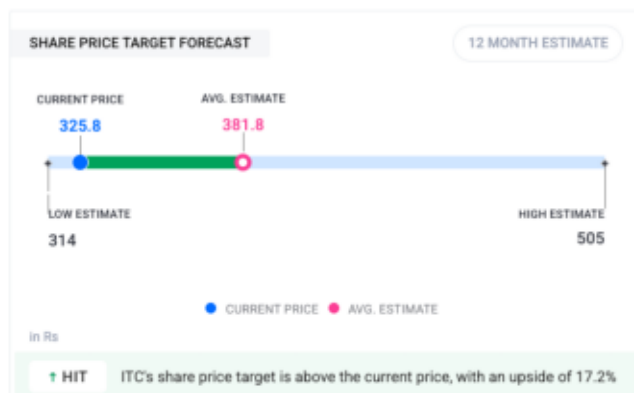 SHARE PRICE TARGET FORECAST
12 MONTH ESTIMATE
CURRENT PRICE
AVG. ESTIMATE
325.8
381.8
LOW ESTIMATE
HIGH ESTIMATE
314
505
CURRENT PRICE
AVG. ESTIMATE
in Rs
↑ HIT
ITC's share price target is above the current price, with an upside of 17.2%